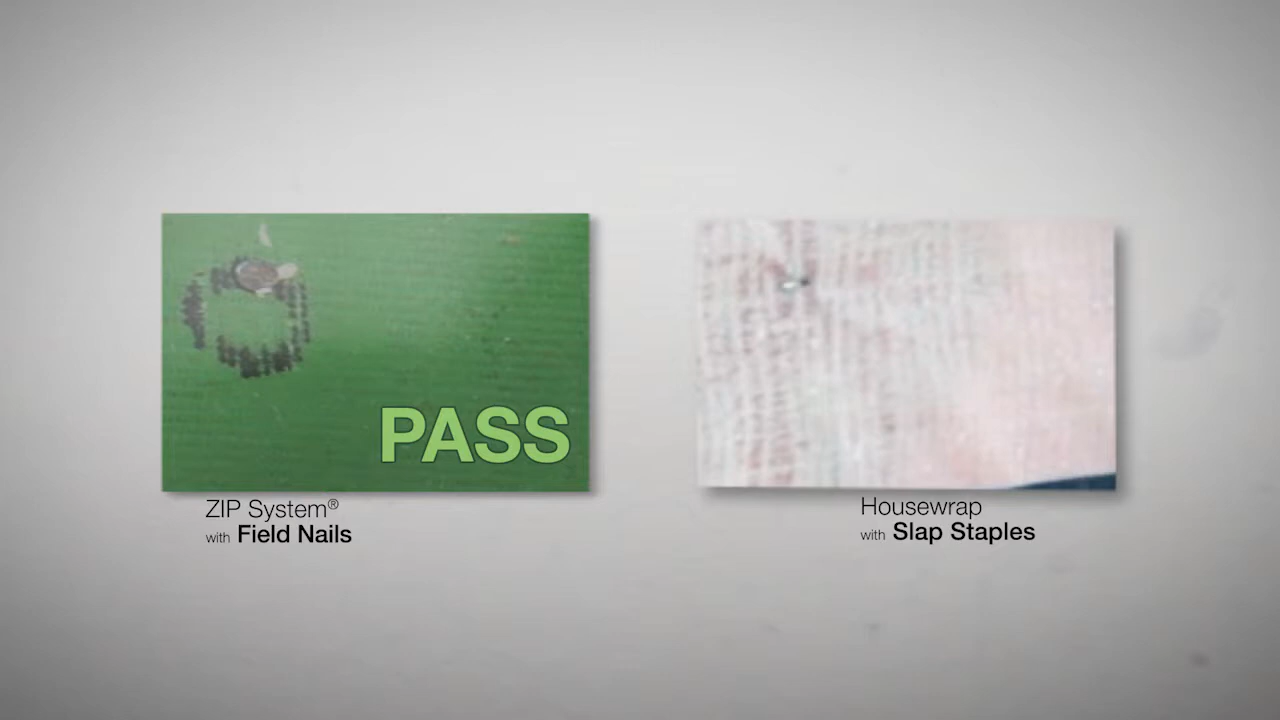 PASS
ZIP System®
with Field Nails
Housewrap
with Slap Staples